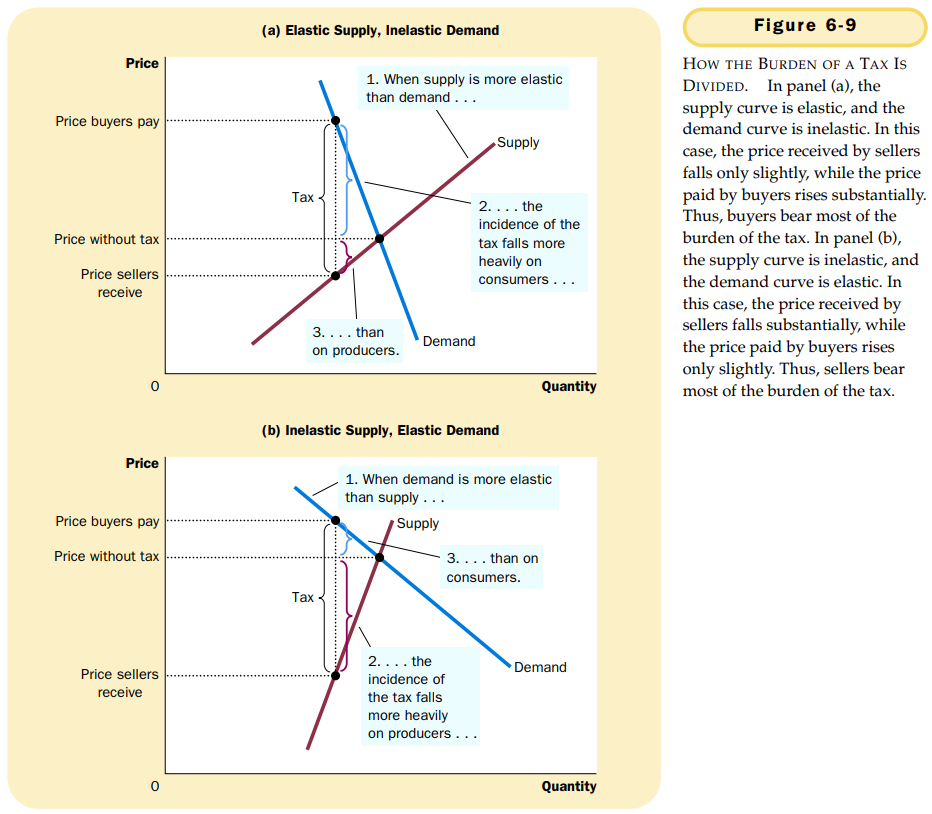 (a) Elastic Supply, Inelastic Demand
Price
1. When supply is more elastic
than demand . . .
Price buyers pay
Supply
Tax
2. . . . the
incidence of the
tax falls more
heavily on
consumers . . .
Price without tax
Price sellers
receive
3. . . . than
on producers.
Demand
0
Quantity
(b) Inelastic Supply, Elastic Demand
Price
1. When demand is more elastic
than supply . . .
Price buyers pay
Supply
Price without tax
3. . . . than on
consumers.
Tax
2. . . . the
incidence of
the tax falls
more heavily
on producers . . .
Price sellers
receive
Demand
0
Quantity
Figure 6-9
HOW THE BURDEN OF A TAX IS
DIVIDED. In panel (a), the
supply curve is elastic, and the
demand curve is inelastic. In this
case, the price received by sellers
falls only slightly, while the price
paid by buyers rises substantially.
Thus, buyers bear most of the
burden of the tax. In panel (b),
the supply curve is inelastic, and
the demand curve is elastic. In
this case, the price received by
sellers falls substantially, while
the price paid by buyers rises
only slightly. Thus, sellers bear
most of the burden of the tax.